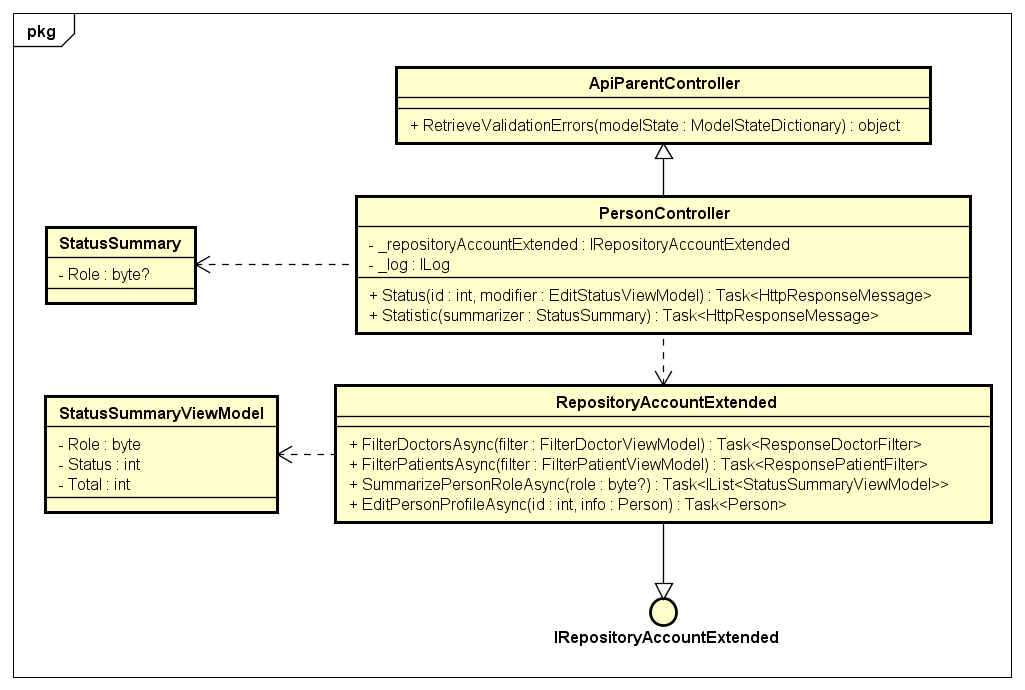 pkg
ApiParentController
+ RetrieveValidationErrors(modelState : ModelStateDictionary) : object
PersonController
- _repositoryAccountExtended : IRepositoryAccountExtended
- _log : ILog
+ Status(id : int, modifier : EditStatusViewModel) : Task<HttpResponseMessage>
+ Statistic(summarizer : StatusSummary) : Task<HttpResponseMessage>
StatusSummary
- Role : byte?
StatusSummaryViewModel
- Role : byte
- Status : int
- Total : int
RepositoryAccountExtended
+ FilterDoctorsAsync(filter : FilterDoctorViewModel) : Task<ResponseDoctorFilter>
+ FilterPatientsAsync(filter : FilterPatientViewModel) : Task<ResponsePatientFilter>
+ SummarizePersonRoleAsync(role : byte?) : Task<IList<StatusSummaryViewModel>>
+ EditPersonProfileAsync(id : int, info : Person) : Task<Person>
IRepositoryAccountExtended